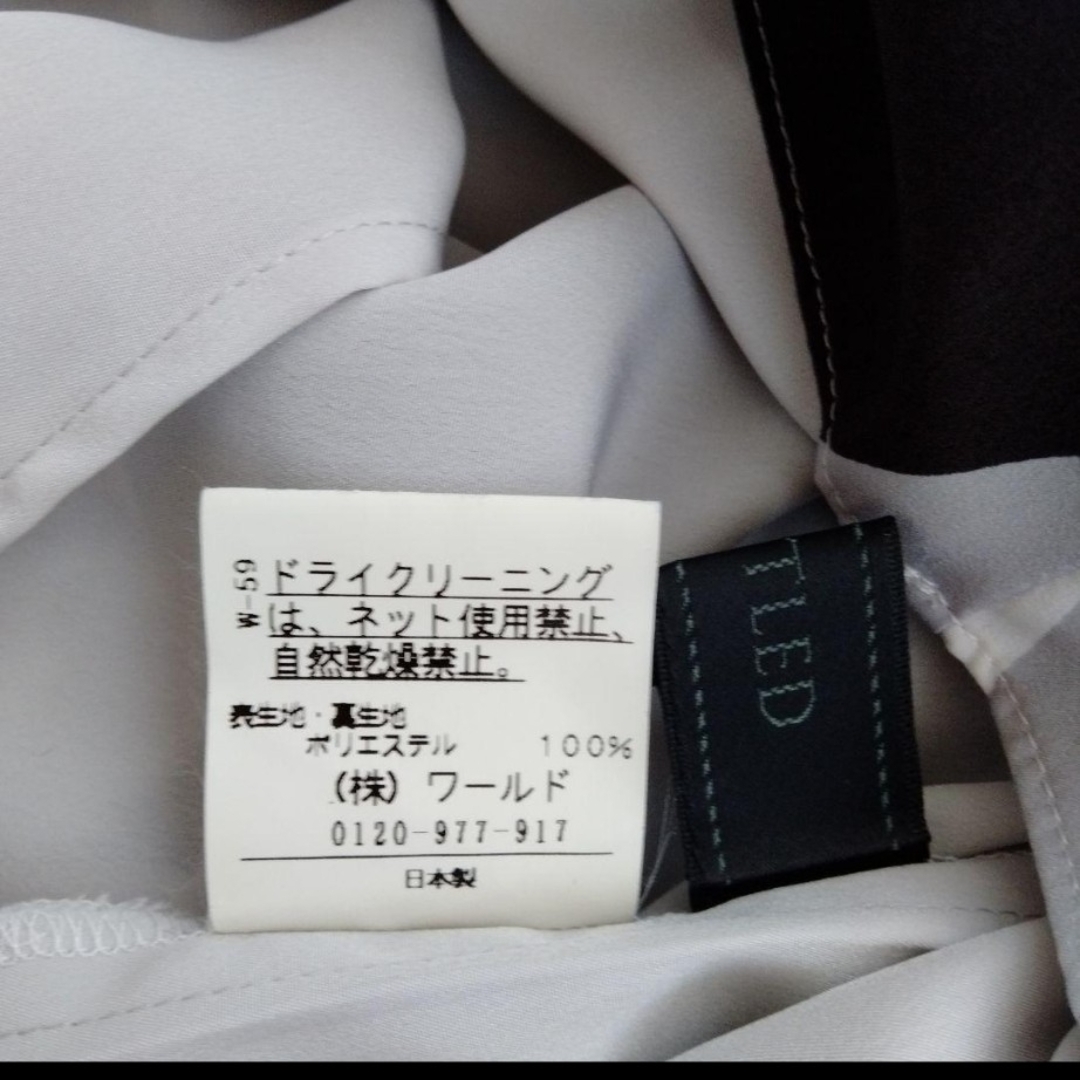 W-59
ドライクリーニング
は、ネット使用禁止、
自然乾燥禁止。
表生地・裏生地
ポリエステル 100%
(株) ワールド
0120-977-917
日本製
TLED